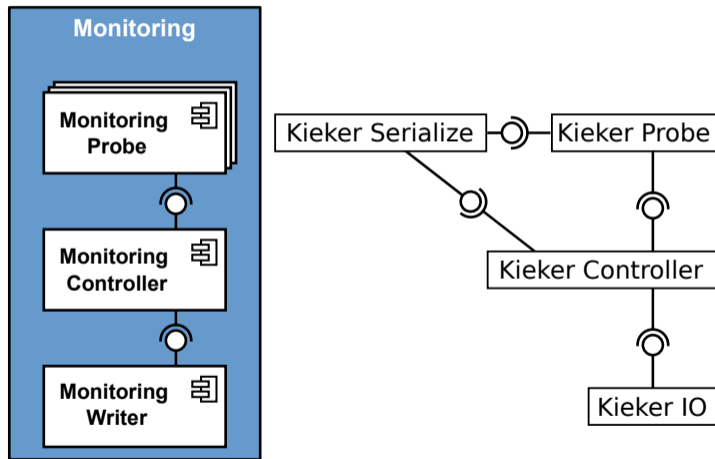 Monitoring
Monitoring
Probe
Monitoring
Controller
Monitoring
Writer
Kieker Serialize
Kieker Probe
Kieker Controller
Kieker IO